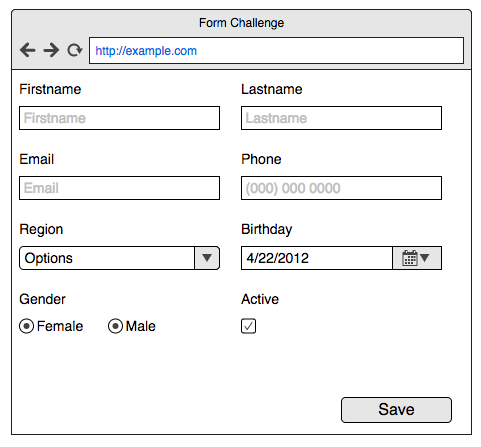 Form Challenge
http://example.com
Firstname Lastname
Firstname Lastname
Email Phone
Email (000) 000 0000
Region Birthday
Options 4/22/2012
Gender Active
Female Male
Save